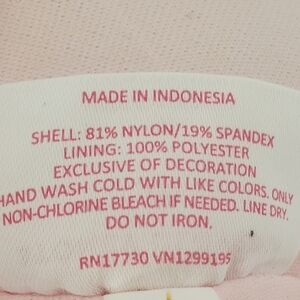 MADE IN INDONESIA
SHELL: 81% NYLON/19% SPANDEX
LINING: 100% POLYESTER
EXCLUSIVE OF DECORATION
HAND WASH COLD WITH LIKE COLORS. ONLY
NON-CHLORINE BLEACH IF NEEDED. LINE DRY.
DO NOT IRON.
RN17730 VN1299195